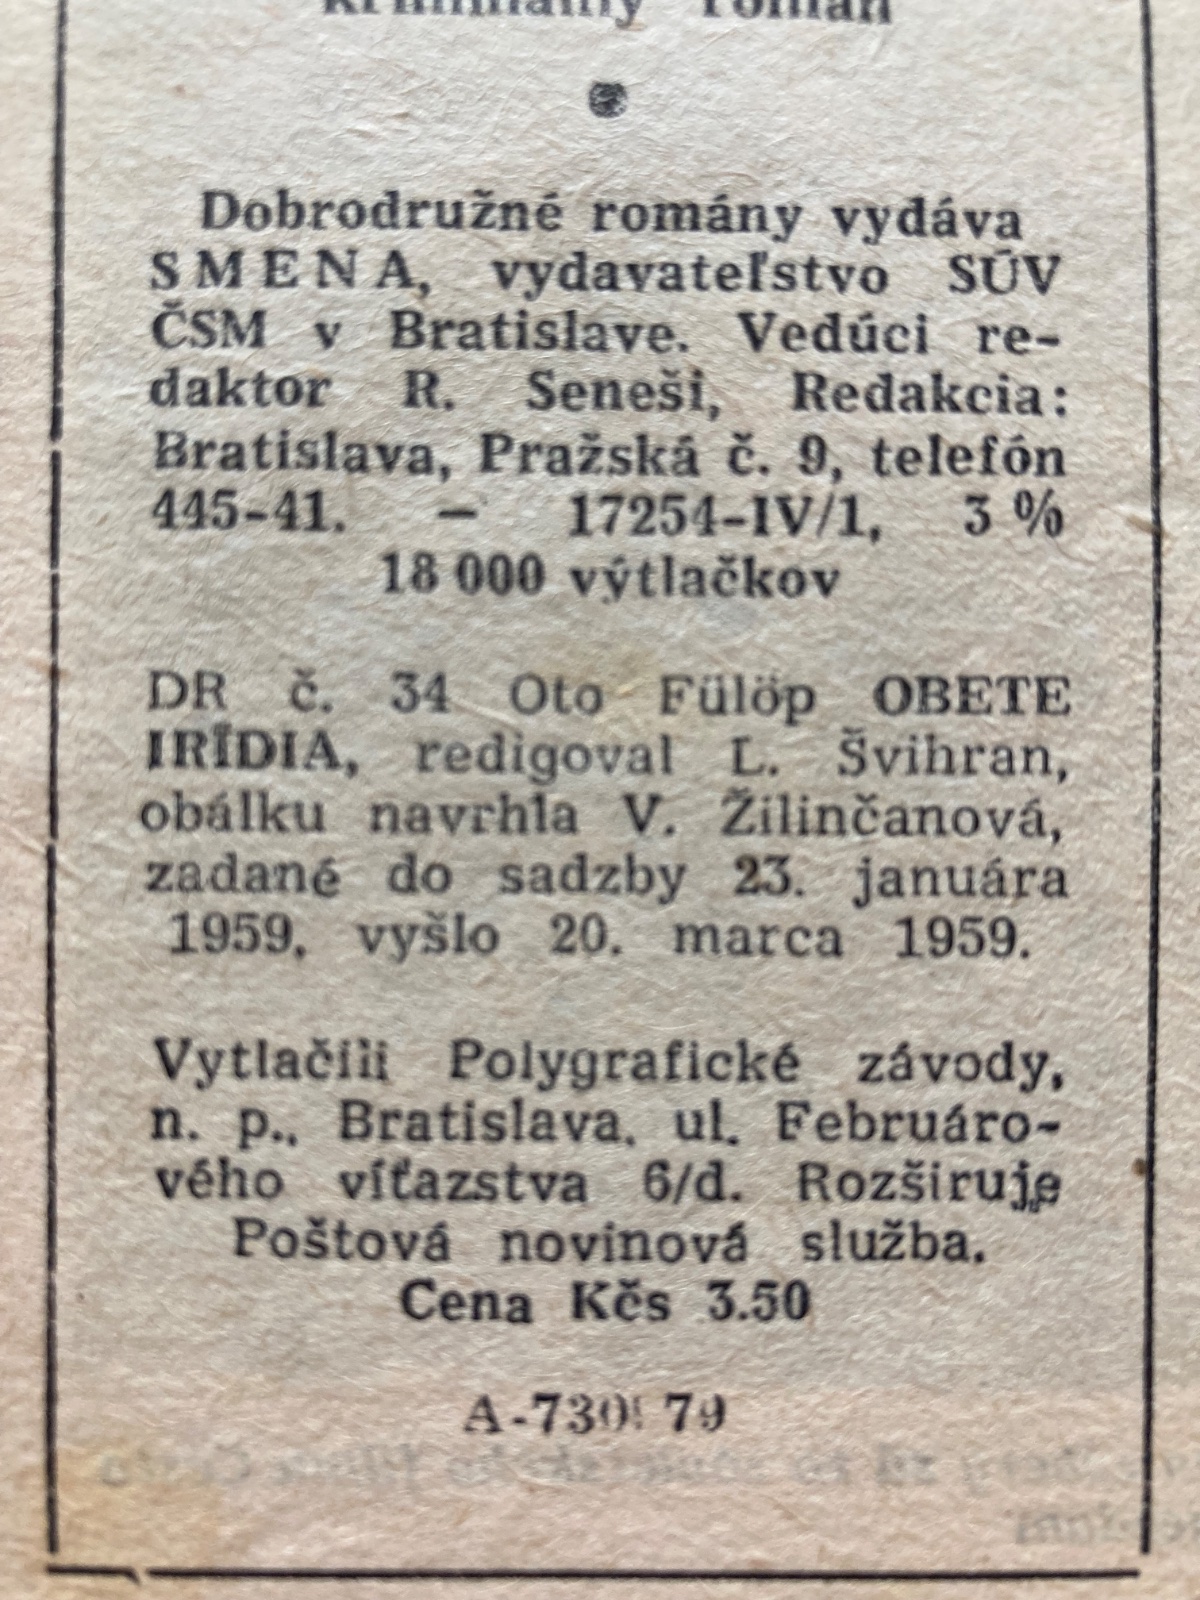 kriminálny román
Dobrodružné romány vydáva
SMENA, vydavateľstvo SÚV
ČSM v Bratislave. Vedúci re-
daktor R. Seneši, Redakcia:
Bratislava, Pražská č. 9, telefón
445-41. — 17254-IV/1, 3 %
18 000 výtlačkov
DR č. 34 Oto Fülöp OBETE
IRÍDIA, redigoval L. Švihran,
obálku navrhla V. Žilinčanová,
zadané do sadzby 23. januára
1959, vyšlo 20. marca 1959.
Vytlačili Polygrafické závody,
n. p., Bratislava, ul. Februáro-
vého víťazstva 6/d. Rozširuje
Poštová novinová služba.
Cena Kčs 3.50